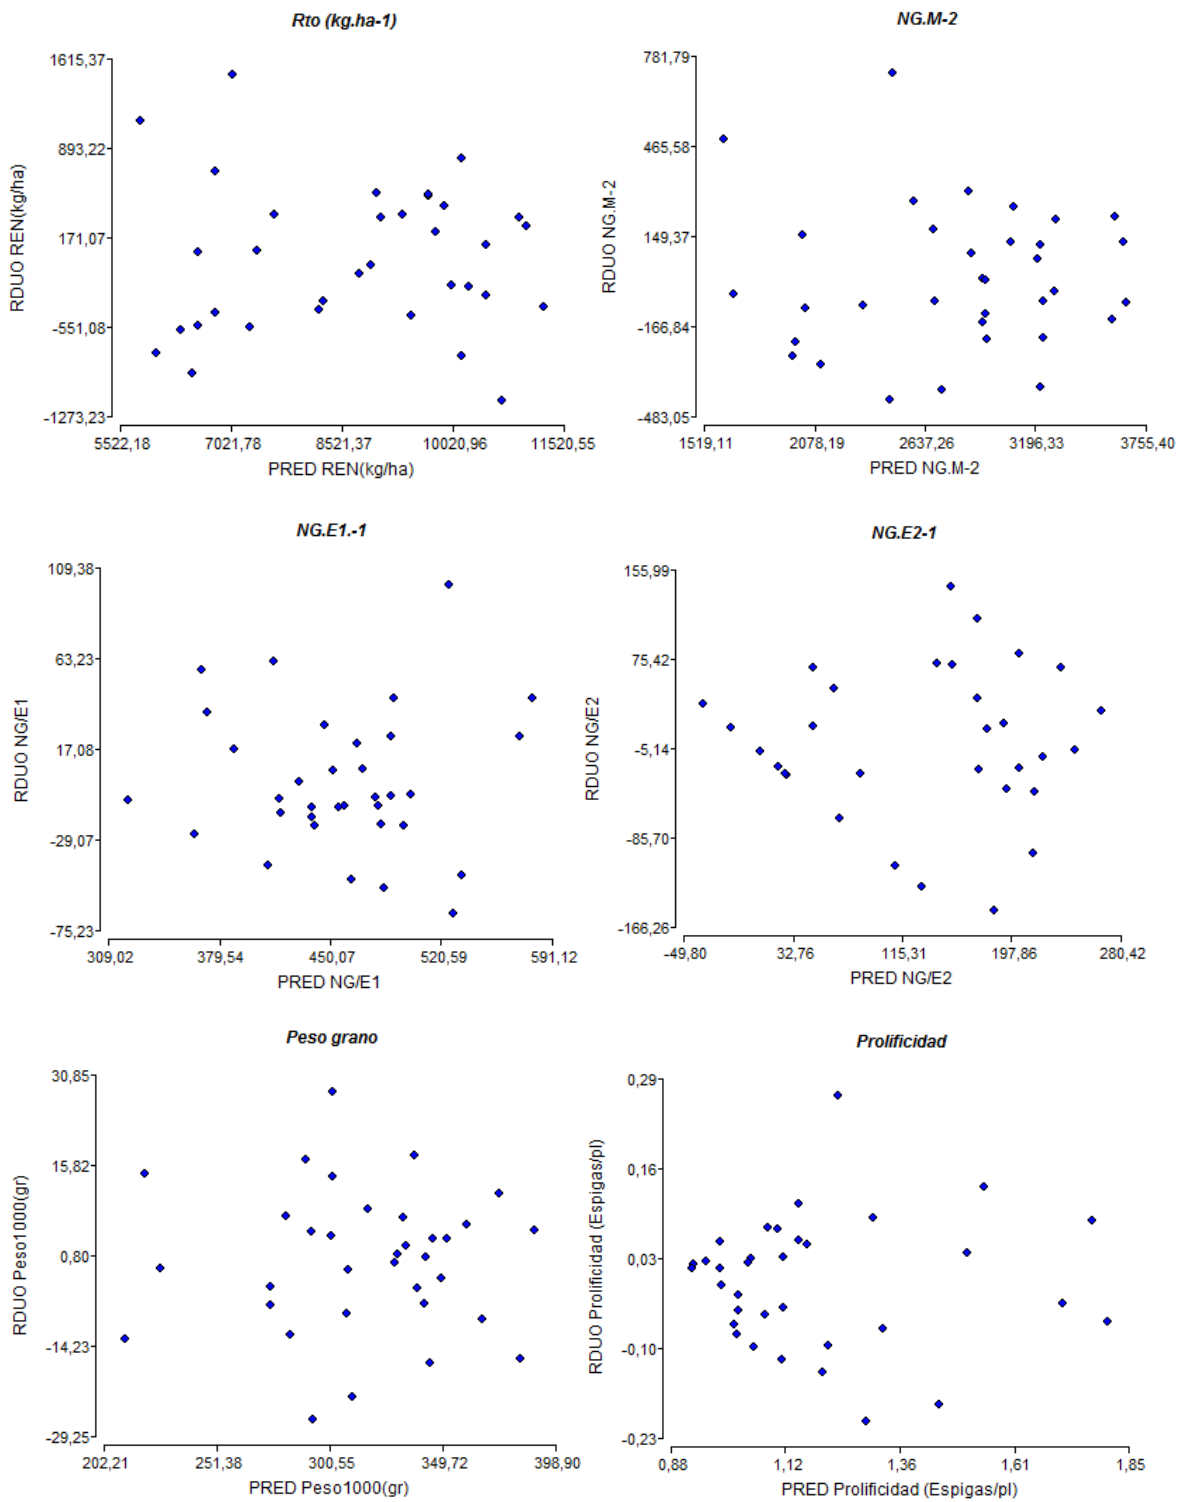 Rto (kg.ha-1)
1615,37
893,22
171,07
-551,08
-1273,23
RDUO REN(kg/ha)
5522,18 7021,78 8521,37 10020,96 11520,55
PRED REN(kg/ha)
NG.M-2
781,79
465,58
149,37
-166,84
-483,05
RDUO NG.M-2
1519,11 2078,19 2637,26 3196,33 3755,40
PRED NG.M-2
NG.E1.-1
109,38
63,23
17,08
-29,07
-75,23
RDUO NG/E1
309,02 379,54 450,07 520,59 591,12
PRED NG/E1
NG.E2-1
155,99
75,42
-5,14
-85,70
-166,26
RDUO NG/E2
-49,80 32,76 115,31 197,86 280,42
PRED NG/E2
Peso grano
30,85
15,82
0,80
-14,23
-29,25
RDUO Peso1000(gr)
202,21 251,38 300,55 349,72 398,90
PRED Peso1000(gr)
Prolificidad
0,29
0,16
0,03
-0,10
-0,23
RDUO Prolificidad (Espigas/pl)
0,88 1,12 1,36 1,61 1,85
PRED Prolificidad (Espigas/pl)